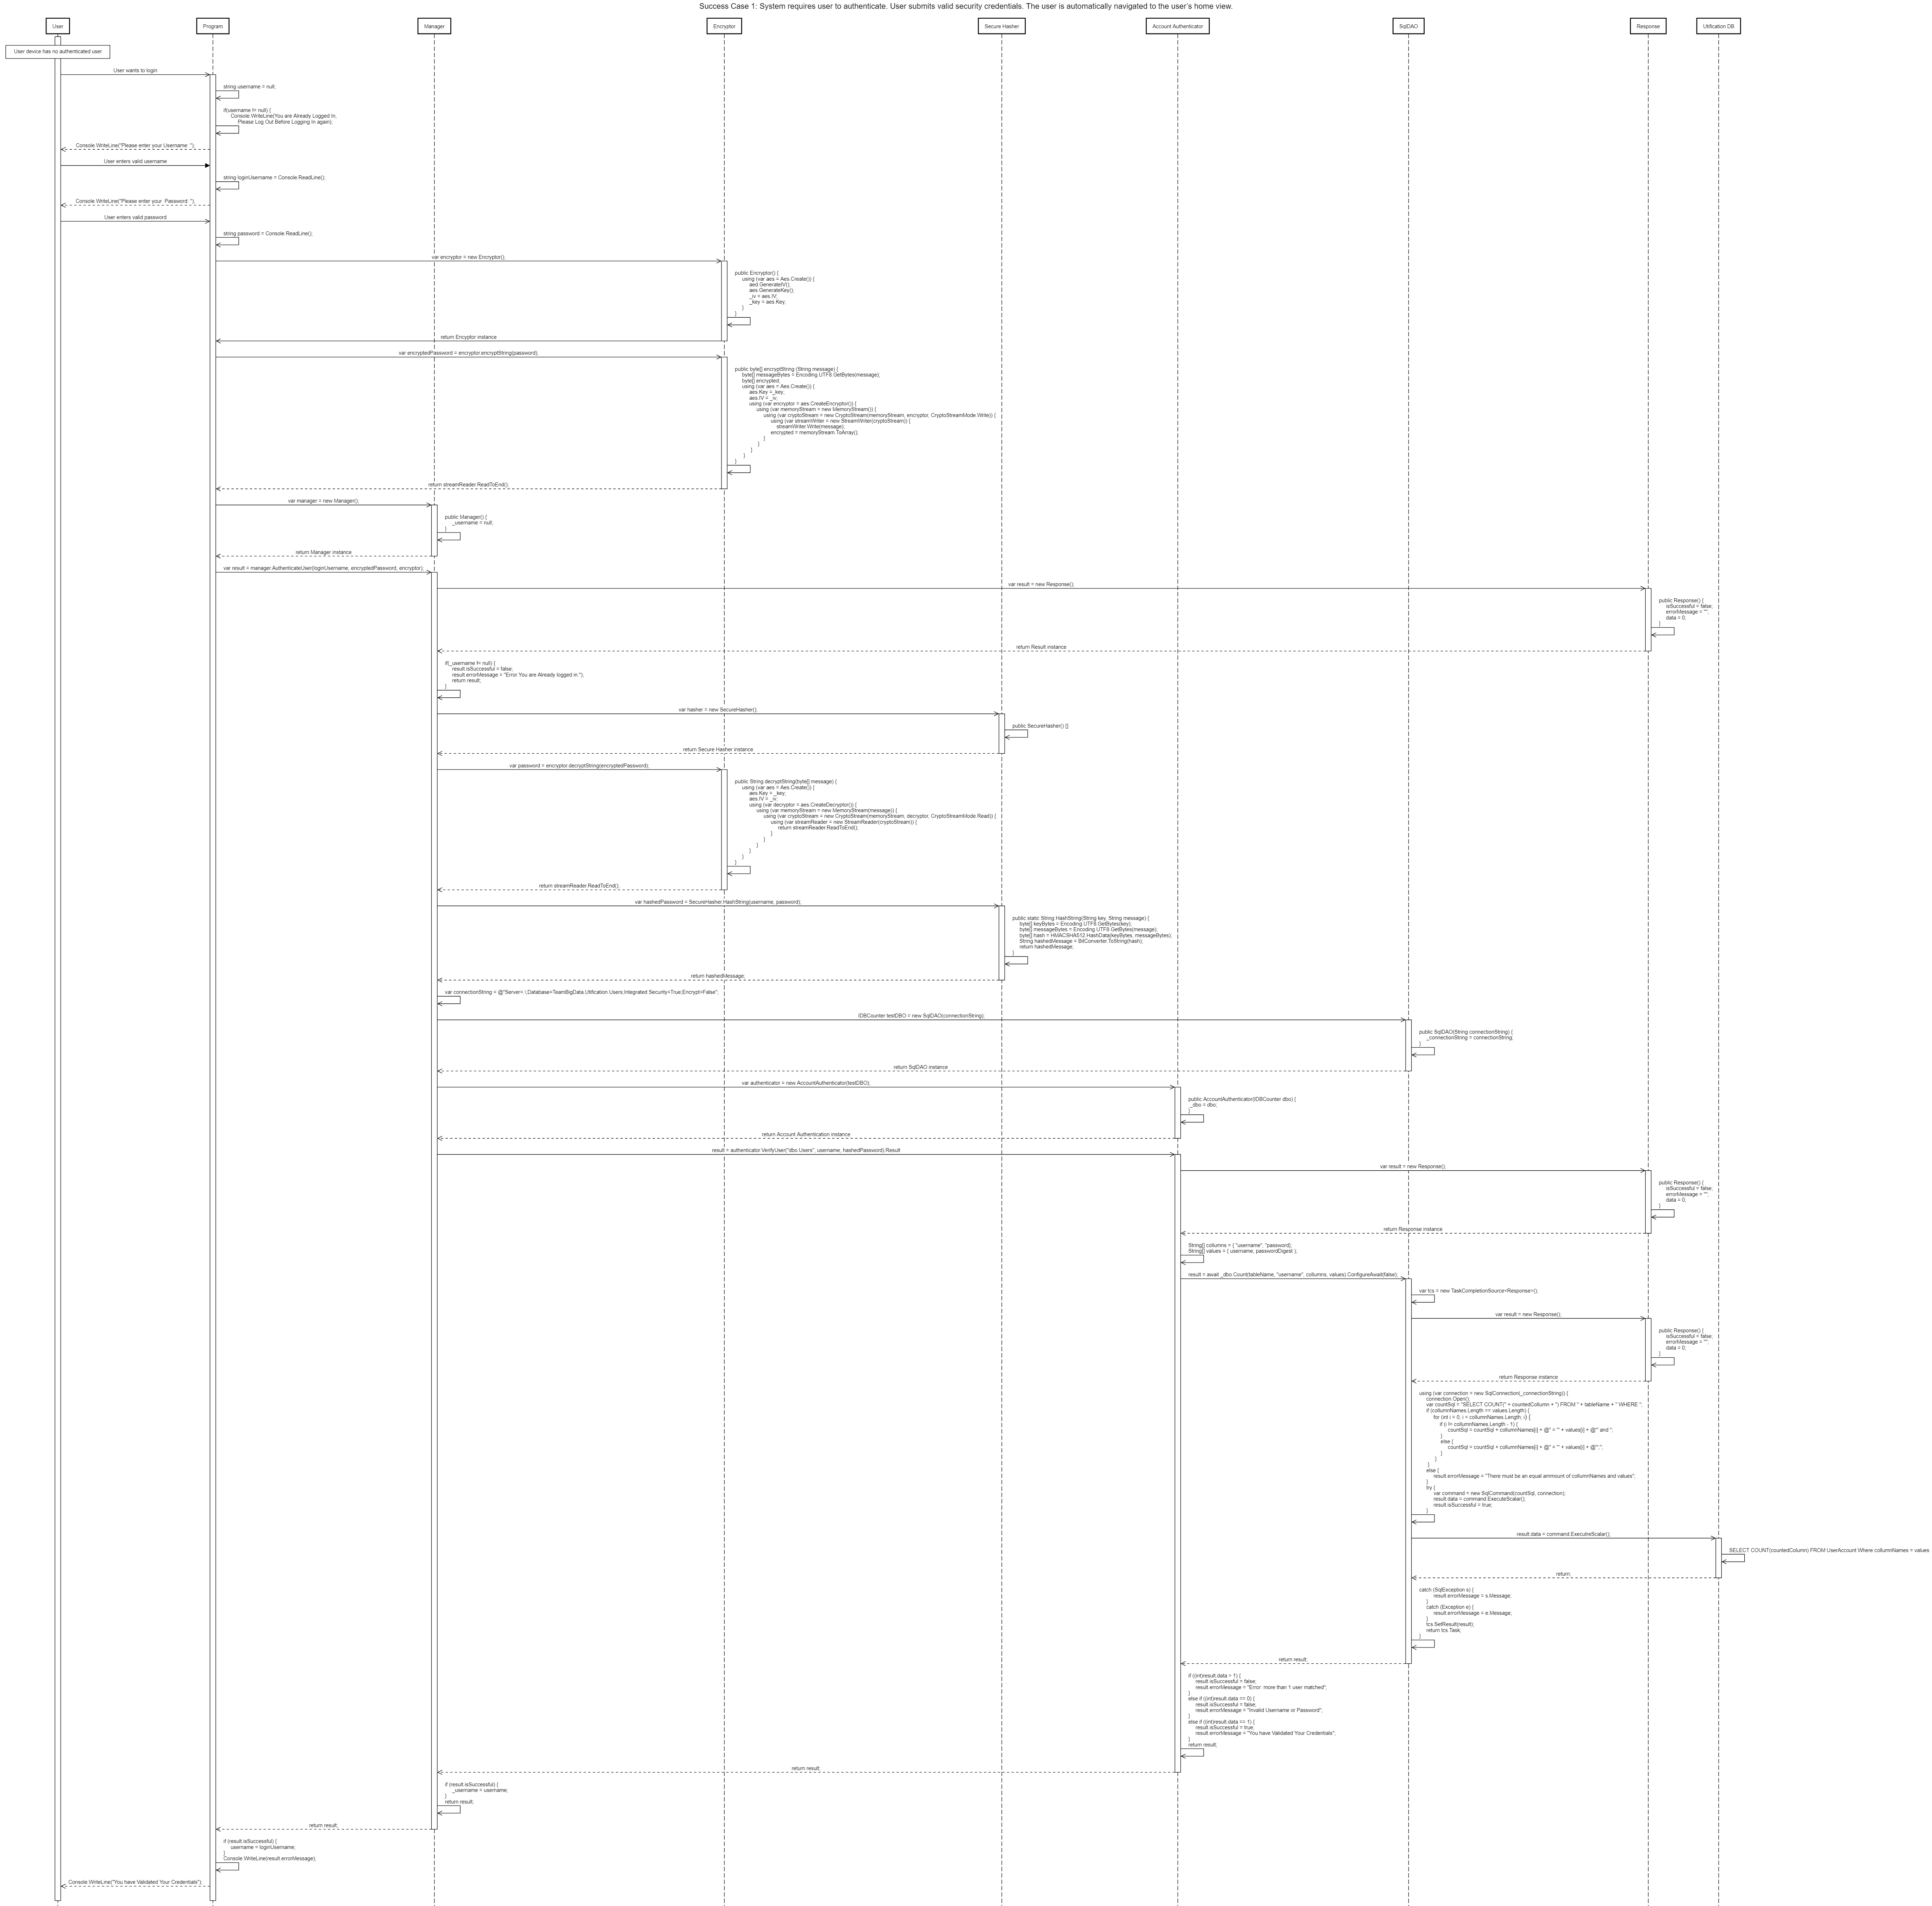 Success Case 1: System requires user to authenticate. User submits valid security credentials. The user is automatically navigated to the user's home view.
User
Program
Manager
Encryptor
Secure Hasher
Account Authenticator
SqlDAO
Response
Utification DB
User device has no authenticated user.
User wants to login
string username = null;
if(username != null) {
Console.WriteLine(You are Already Logged In,
Please Log Out Before Logging In again);
Console.WriteLine("Please enter your Username: ");
User enters valid username
string loginUsername = Console.ReadLine();
Console.WriteLine("Please enter your  Password: ");
User enters valid password
string password = Console.ReadLine();
var encryptor = new Encryptor();
public Encryptor() {
using (var aes = Aes.Create()) {
aed.GenerateIV();
aes.GenerateKey();
_iv = aes.IV;
_key = aes.Key;
}
}
return Encyptor instance
var encryptedPassword = encryptor.encryptString(password);
public byte[] encryptString (String message) {
byte[] messageBytes = Encoding.UTF8.GetBytes(message);
byte[] encrypted;
using (var aes = Aes.Create()) {
aes.Key =_key;
aes.IV = _iv;
using (var encryptor = aes.CreateEncryptor()) {
using (var memoryStream = new MemoryStream()) {
using (var cryptoStream = new CryptoStream(memoryStream, encryptor, CryptoStreamMode.Write)) {
using (var streamWriter = new StreamWriter(cryptoStream)) {
streamWriter.Write(message);
encrypted = memoryStream.ToArray();
}
}
}
}
}
return streamReader.ReadToEnd();
var manager = new Manager();
public Manager() {
_username = null;
}
return Manager instance
var result = manager.AuthenticateUser(loginUsername, encryptedPassword, encryptor);
var result = new Response();
public Response() {
isSuccessful = false;
errorMessage = "";
data = 0;
}
return Result instance
if(_username != null) {
result.isSuccessful = false;
result.errorMessage = "Error You are Already logged in.");
return result;
}
var hasher = new SecureHasher();
public SecureHasher() {}
return Secure Hasher instance
var password = encryptor.decryptString(encryptedPassword);
public String decryptString(byte[] message) {
using (var aes = Aes.Create()) {
aes.Key = _key;
aes.IV = _iv;
using (var decryptor = aes.CreateDecryptor()) {
using (var memoryStream = new MemoryStream(message)) {
using (var cryptoStream = new CryptoStream(memoryStream, decryptor, CryptoStreamMode.Read)) {
using (var streamReader = new StreamReader(cryptoStream)) {
return streamReader.ReadToEnd();
}
}
}
}
}
}
return streamReader.ReadToEnd();
var hashedPassword = SecureHasher.HashString(username, password);
public static String HashString(String key, String message) {
byte[] keyBytes = Encoding.UTF8.GetBytes(key);
byte[] messageBytes = Encoding.UTF8.GetBytes(message);
byte[] hash = HMACSHA512.HashData(keyBytes, messageBytes);
String hashedMessage = BitConverter.ToString(hash);
return hashedMessage;
}
return hashedMessage;
var connectionString = @"Server=.\;Database=TeamBigData.Utification.Users;Integrated Security=True;Encrypt=False";
IDBCounter testDBO = new SqlDAO(connectionString);
public SqlDAO(String connectionString) {
_connectionString = connectionString;
}
return SqlDAO instance
var authenticator = new AccountAuthenticator(testDBO);
public AccountAuthenticator(IDBCounter dbo) {
_dbo = dbo;
}
return Account Authentication instance
result = authenticator.VerifyUser("dbo.Users", username, hashedPassword).Result
var result = new Response();
public Response() {
isSuccessful = false;
errorMessage = "";
data = 0;
}
return Response instance
String[] columns = { "username", "password};
String[] values = { username, passwordDigest };
result = await _dbo.Count(tableName, "username", collumns, values).ConfigureAwait(false);
var tcs = new TaskCompletionSource<Response>();
var result = new Response();
public Response() {
isSuccessful = false;
errorMessage = "";
data = 0;
}
return Response instance
using (var connection = new SqlConnection(_connectionString)) {
connection.Open();
var countSql = "SELECT COUNT(" + countedColumn + ") FROM " + tableName + " WHERE ";
if (collumnNames.Length == values.Length) {
for (int i = 0; i < collumnNames.Length; i) {
if (i != collumnNames.Length - 1) {
countSql = countSql + collumnNames[i] + @" = '" + values[i] + @"' and ";
}
else {
countSql = countSql + collumnNames[i] + @" = '" + values[i] + @"';";
}
}
}
else {
result.errorMessage = "There must be an equal ammount of collumnNames and values";
}
try {
var command = new SqlCommand(countSql, connection);
result.data = command.ExecuteScalar();
result.isSuccessful = true;
}
result.data = command.ExecutreScalar();
SELECT COUNT(countedColumn) FROM UserAccount Where collumnNames = values
return;
catch (SqlException s) {
result.errorMessage = s.Message;
}
catch (Exception e) {
result.errorMessage = e.Message;
}
tcs.SetResult(result);
return tcs.Task;
}
return result;
if ((int)result.data > 1) {
result.isSuccessful = false;
result.errorMessage = "Error: more than 1 user matched";
}
else if ((int)result.data == 0) {
result.isSuccessful = false;
result.errorMessage = "Invalid Username or Password";
}
else if ((int)result.data == 1) {
result.isSuccessful = true;
result.errorMessage = "You have Validated Your Credentials";
}
return result;
return result;
if (result.isSuccessful) {
_username = username;
}
return result;
return result;
if (result.isSuccessful) {
username = loginUsername;
}
Console.WriteLine(result.errorMessage);
Console.WriteLine("You have Validated Your Credentials");